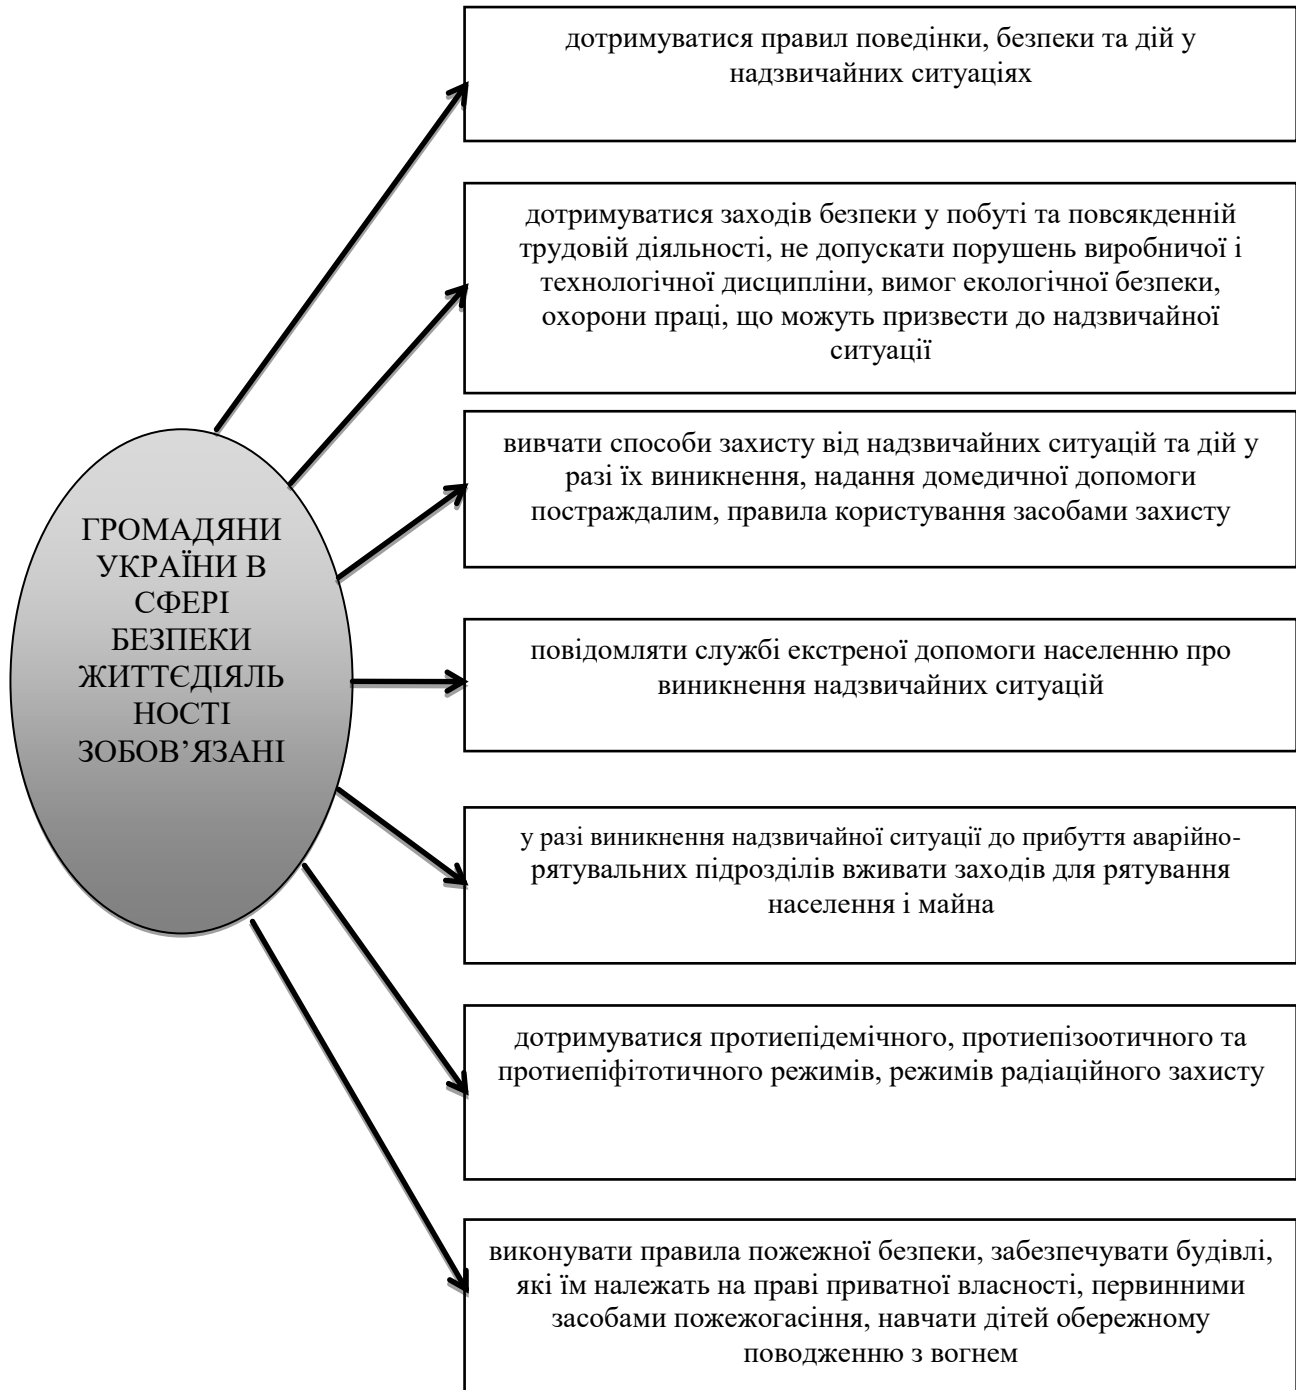 дотримуватися правил поведінки, безпеки та дій у
надзвичайних ситуаціях
дотримуватися заходів безпеки у побуті та повсякденній
трудовій діяльності, не допускати порушень виробничої і
технологічної дисципліни, вимог екологічної безпеки,
охорони праці, що можуть призвести до надзвичайної
ситуації
вивчати способи захисту від надзвичайних ситуацій та дій у
разі їх виникнення, надання домедичної допомоги
постраждалим, правила користування засобами захисту
ГРОМАДЯНИ
УКРАЇНИ В
СФЕРІ
БЕЗПЕКИ
ЖИТТЄДІЯЛЬ
НОСТІ
ЗОБОВ’ЯЗАНІ
повідомляти службі екстреної допомоги населенню про
виникнення надзвичайних ситуацій
у разі виникнення надзвичайної ситуації до прибуття аварійно-
рятувальних підрозділів вживати заходів для рятування
населення і майна
дотримуватися протиепідемічного, протиепізоотичного та
протиепіфітотичного режимів, режимів радіаційного захисту
виконувати правила пожежної безпеки, забезпечувати будівлі,
які їм належать на праві приватної власності, первинними
засобами пожежогасіння, навчати дітей обережному
поводженню з вогнем